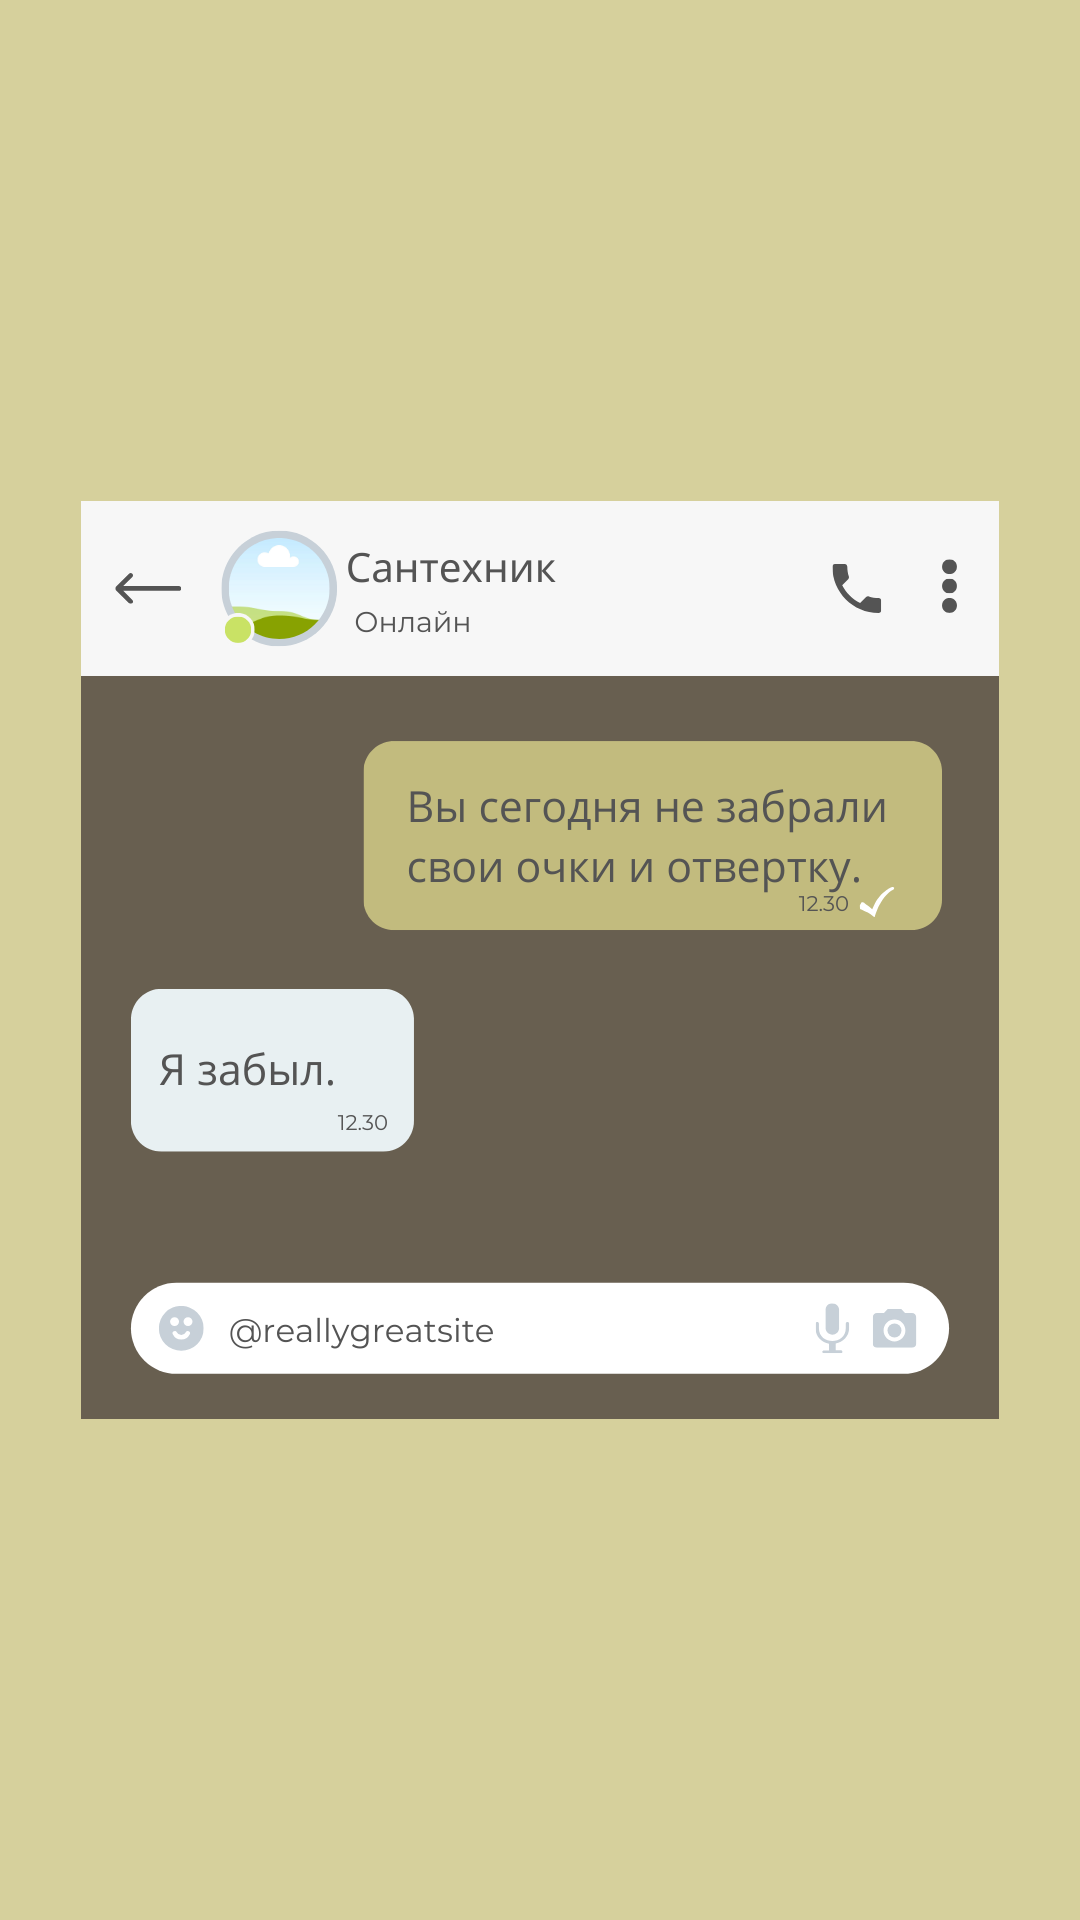 Сантехник
Онлайн
Вы сегодня не забрали
свои очки и отвертку.
12.30
Я забыл.
12.30
@reallygreatsite